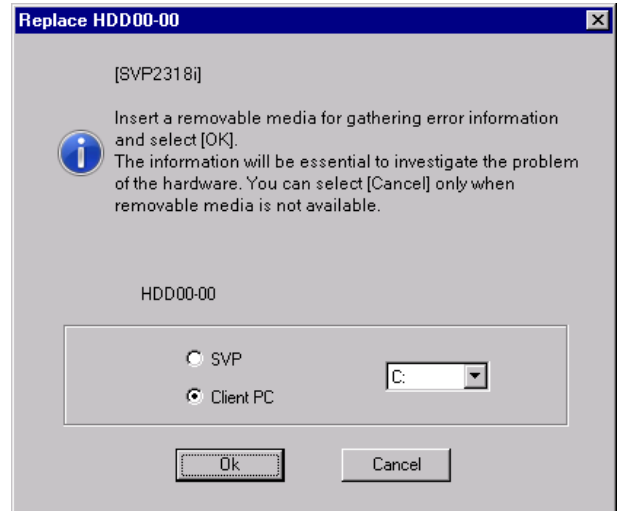 Replace HDD00-00
[SVP2318i]
Insert a removable media for gathering error information
and select [OK].
The information will be essential to investigate the problem
of the hardware. You can select [Cancel] only when
removable media is not available.
HDD00-00
SVP
C:
Client PC
Ok
Cancel